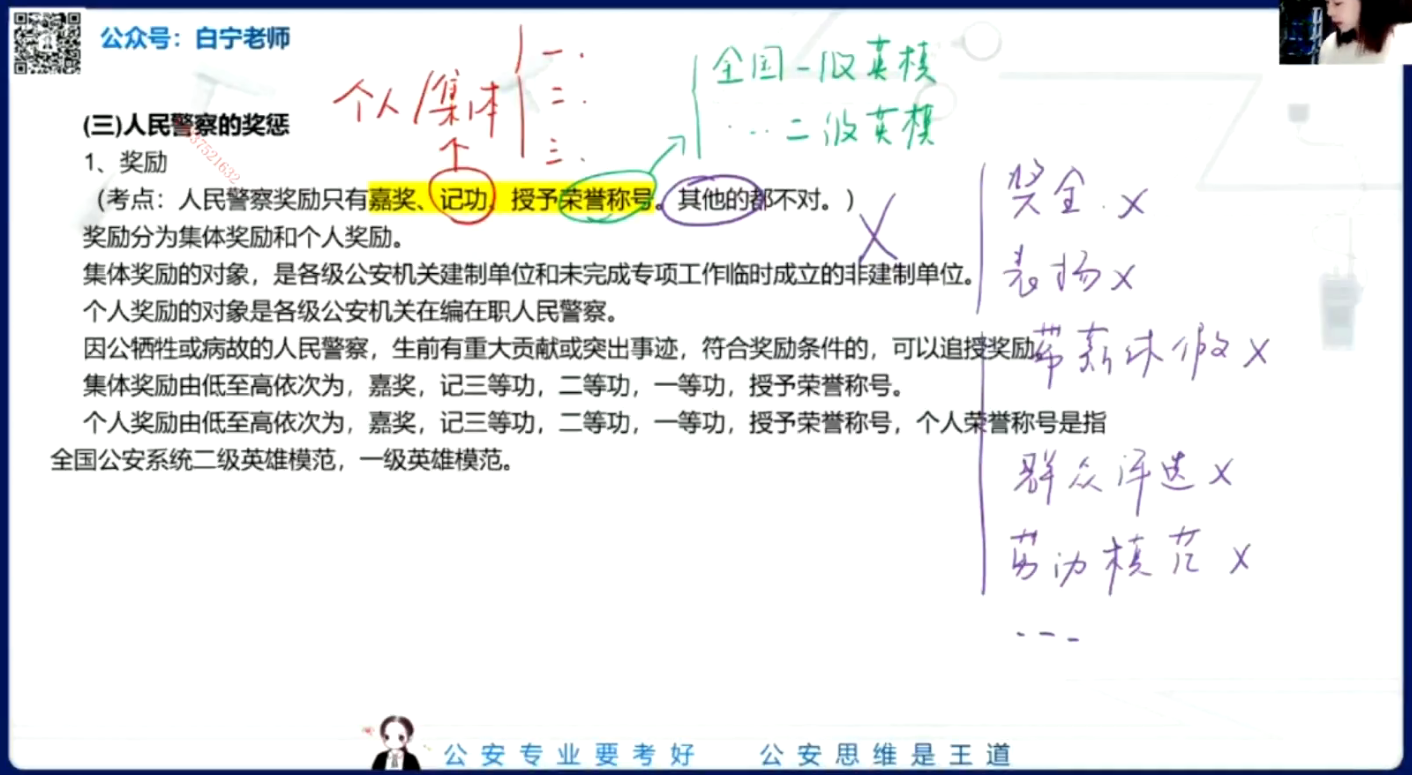 公众号：白宁老师
个人/集体
一.
二.
三.
全国一级英模
...二级英模
(三)人民警察的奖惩
37521632
1、奖励
（考点：人民警察奖励只有嘉奖、记功、授予荣誉称号。其他的都不对。）
奖励分为集体奖励和个人奖励。
集体奖励的对象，是各级公安机关建制单位和未完成专项工作临时成立的非建制单位。
个人奖励的对象是各级公安机关在编在职人民警察。
因公牺牲或病故的人民警察，生前有重大贡献或突出事迹，符合奖励条件的，可以追授奖励
集体奖励由低至高依次为，嘉奖，记三等功，二等功，一等功，授予荣誉称号。
个人奖励由低至高依次为，嘉奖，记三等功，二等功，一等功，授予荣誉称号，个人荣誉称号是指
全国公安系统二级英雄模范，一级英雄模范。
奖金. X
表扬 X
带薪休假 X
群众评选 X
劳动模范 X
---
公安专业要考好 公安思维是王道